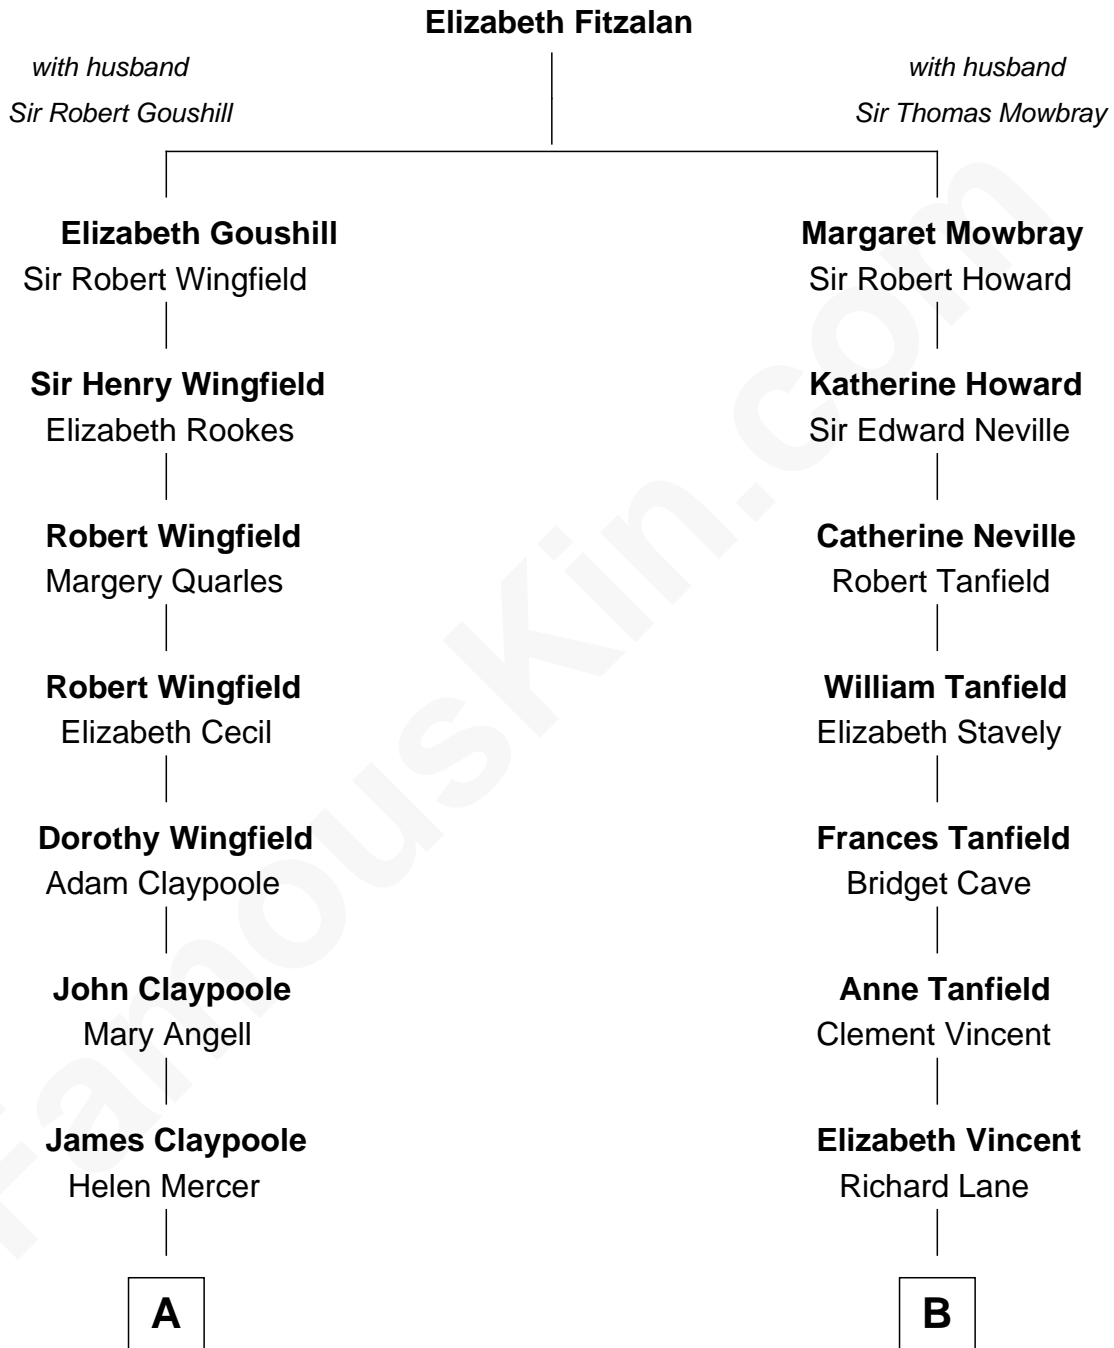 Elizabeth Fitzalan
with husband
Sir Robert Goushill
with husband
Sir Thomas Mowbray
Elizabeth Goushill
Sir Robert Wingfield
Margaret Mowbray
Sir Robert Howard
Sir Henry Wingfield
Elizabeth Rookes
Katherine Howard
Sir Edward Neville
Robert Wingfield
Margery Quarles
Catherine Neville
Robert Tanfield
Robert Wingfield
Elizabeth Cecil
William Tanfield
Elizabeth Stavely
Dorothy Wingfield
Adam Claypoole
Frances Tanfield
Bridget Cave
John Claypoole
Mary Angell
Anne Tanfield
Clement Vincent
James Claypoole
Helen Mercer
Elizabeth Vincent
Richard Lane
A
B
FamousKin.com